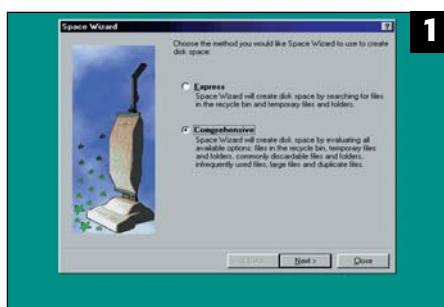 Space Wizard
1
Choose the method you would like Space Wizard to use to create
disk space:
Express
Space Wizard will create disk space by searching for files
in the recycle bin and temporary files and folders.
Comprehensive
Space Wizard will create disk space by evaluating all
available options: files in the recycle bin, temporary files
and folders, commonly discardable files and folders,
infrequently used files, large files and duplicate files.
Next > Close